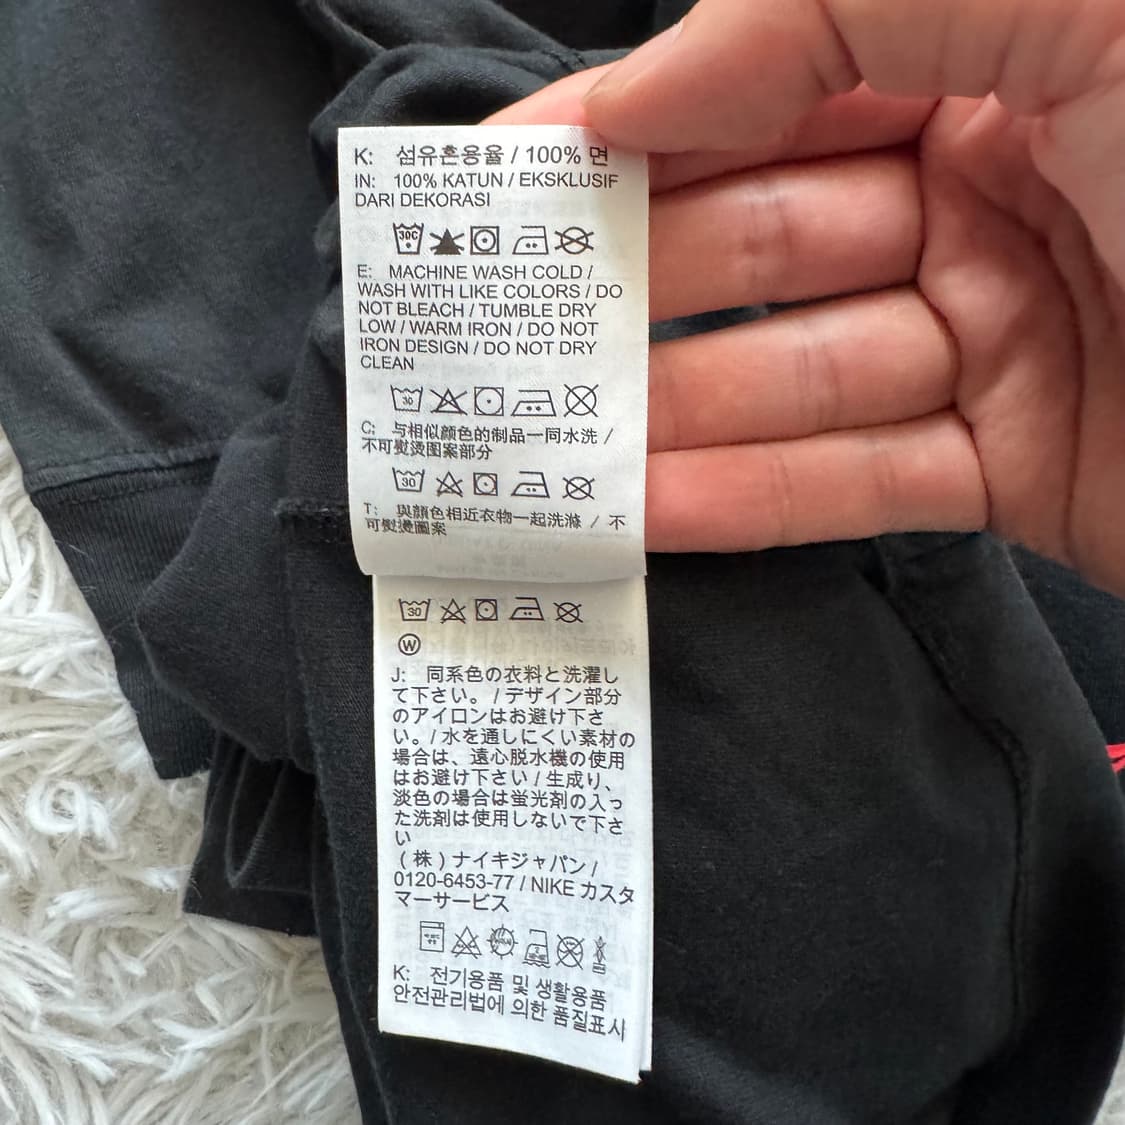 K: 섬유혼용율 / 100% 면
IN: 100% KATUN / EKSKLUSIF
DARI DEKORASI
30C
E: MACHINE WASH COLD /
WASH WITH LIKE COLORS / DO
NOT BLEACH / TUMBLE DRY
LOW / WARM IRON / DO NOT
IRON DESIGN / DO NOT DRY
CLEAN
30
C: 与相似颜色的制品一同水洗 /
不可熨烫图案部分
30
T: 與顏色相近衣物一起洗滌 / 不
可熨燙圖案
30
W
J: 同系色の衣料と洗濯し
て下さい。/ デザイン部分
のアイロンはお避け下さ
い。/ 水を通しにくい素材の
場合は、遠心脱水機の使用
はお避け下さい / 生成り、
淡色の場合は蛍光剤の入っ
た洗剤は使用しないで下さ
い
(株)ナイキジャパン /
0120-6453-77 / NIKE カスタ
マーサービス
K: 전기용품 및 생활용품
안전관리법에 의한 품질표시